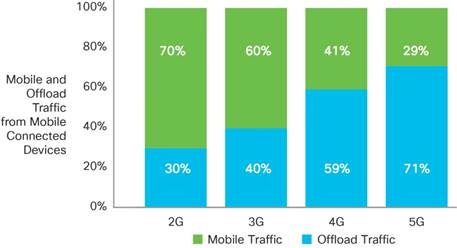 100%
80%
60%
40%
20%
0%
Mobile and
Offload
Traffic
from Mobile
Connected
Devices
70% 60% 41% 29%
30% 40% 59% 71%
2G 3G 4G 5G
Mobile Traffic Offload Traffic